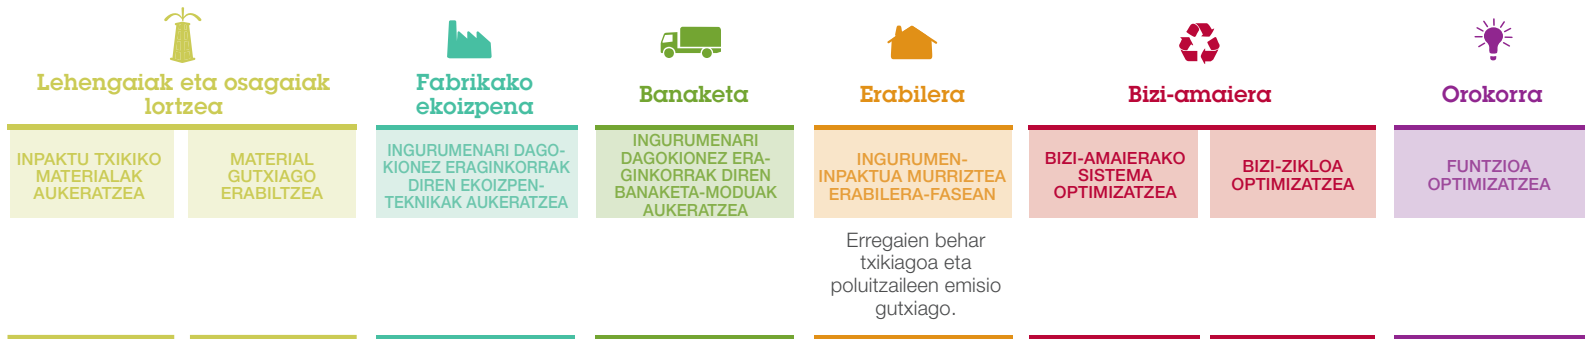 Lehengaiak eta osagaiak
lortzea
Fabrikako
ekoizpena
Banaketa
Erabilera
Bizi-amaiera
Orokorra
INPAKTU TXIKIKO
MATERIALAK
AUKERATZEA
MATERIAL
GUTXIAGO
ERABILTZEA
INGURUMENARI DAGO-
KIONEZ ERAGINKORRAK
DIREN EKOIZPEN-
TEKNIKAK AUKERATZEA
INGURUMENARI
DAGOKIONEZ ERA-
GINKORRAK DIREN
BANAKETA-MODUAK
AUKERATZEA
INGURUMEN-
INPAKTUA MURRIZTEA
ERABILERA-FASEAN
BIZI-AMAIERAKO
SISTEMA
OPTIMIZATZEA
BIZI-ZIKLOA
OPTIMIZATZEA
FUNTZIOA
OPTIMIZATZEA
Erregaien behar
txikiagoa eta
poluitzaileen emisio
gutxiago.